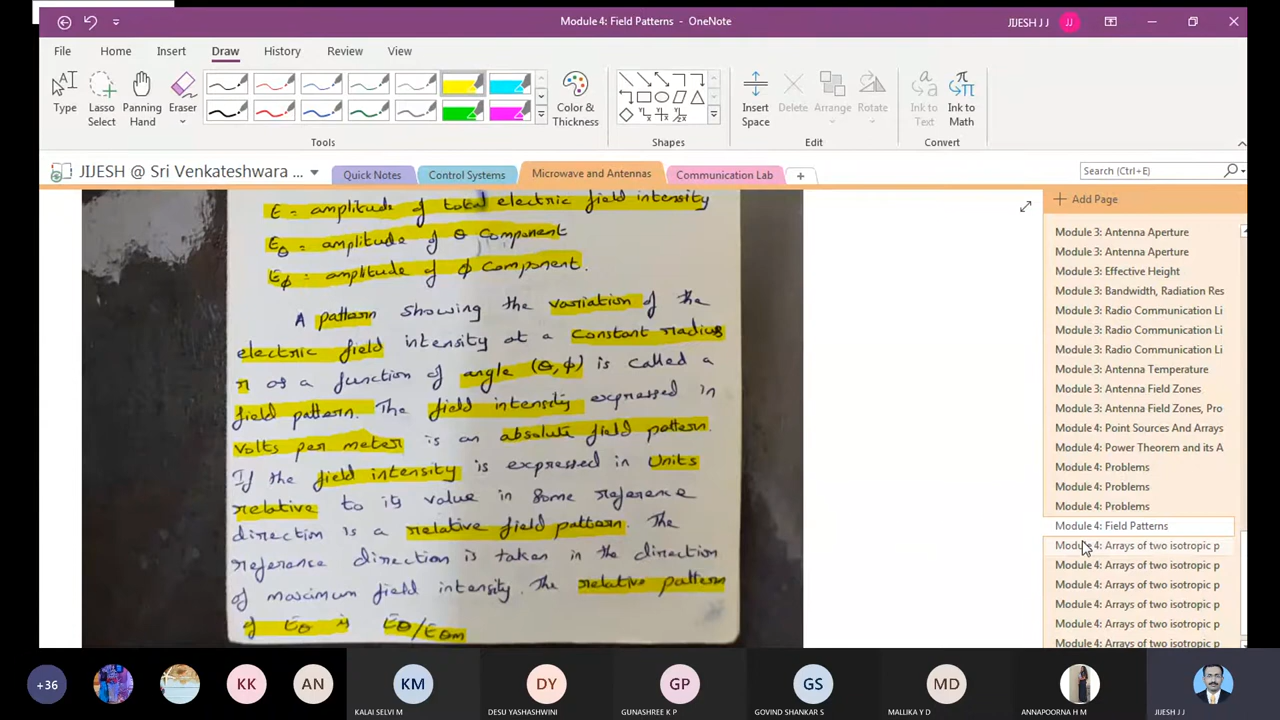 Module 4: Field Patterns - OneNote
JIJESH J J
JJ
File
Home
Insert
Draw
History
Review
View
Type
Lasso Select
Panning Hand
Eraser
Color & Thickness
Insert Space
Delete
Arrange
Rotate
Ink to Text
Ink to Math
Tools
Shapes
Edit
Convert
JIJESH @ Sri Venkateshwara ...
Quick Notes
Control Systems
Microwave and Antennas
Communication Lab
Search (Ctrl+E)
E = amplitude of total electric field intensity
Eθ = amplitude of θ Component
Eϕ = amplitude of ϕ Component.
A pattern showing the variation of the
electric field intensity at a constant radius
r as a function of angle (θ,ϕ) is called a
field pattern. The field intensity expressed in
volts per meter is an absolute field pattern.
If the field intensity is expressed in Units
relative to its value in some reference
direction is a relative field pattern. The
reference direction is taken in the direction
of maximum field intensity. The relative pattern
of Eθ is Eθ/Eθm
Add Page
Module 3: Antenna Aperture
Module 3: Antenna Aperture
Module 3: Effective Height
Module 3: Bandwidth, Radiation Res
Module 3: Radio Communication Li
Module 3: Radio Communication Li
Module 3: Radio Communication Li
Module 3: Antenna Temperature
Module 3: Antenna Field Zones
Module 3: Antenna Field Zones, Pro
Module 4: Point Sources And Arrays
Module 4: Power Theorem and its A
Module 4: Problems
Module 4: Problems
Module 4: Problems
Module 4: Field Patterns
Module 4: Arrays of two isotropic p
Module 4: Arrays of two isotropic p
Module 4: Arrays of two isotropic p
Module 4: Arrays of two isotropic p
Module 4: Arrays of two isotropic p
Module 4: Arrays of two isotropic p
+36
KK
AN
KM
DY
GP
GS
MD
KALAI SELVI M
DESU YASHASHWINI
GUNASHREE K P
GOVIND SHANKAR S
MALLIKA Y D
ANNAPOORNA H M
JIJESH J J